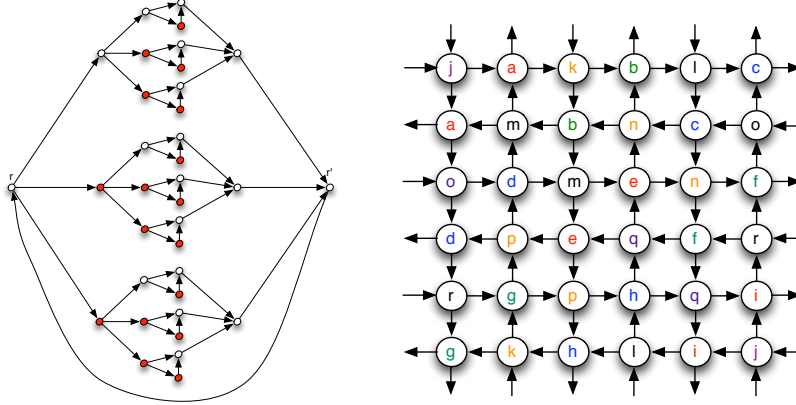 r r'
j a k b l c
a m b n c o
o d m e n f
d p e q f r
r g p h q i
g k h l i j